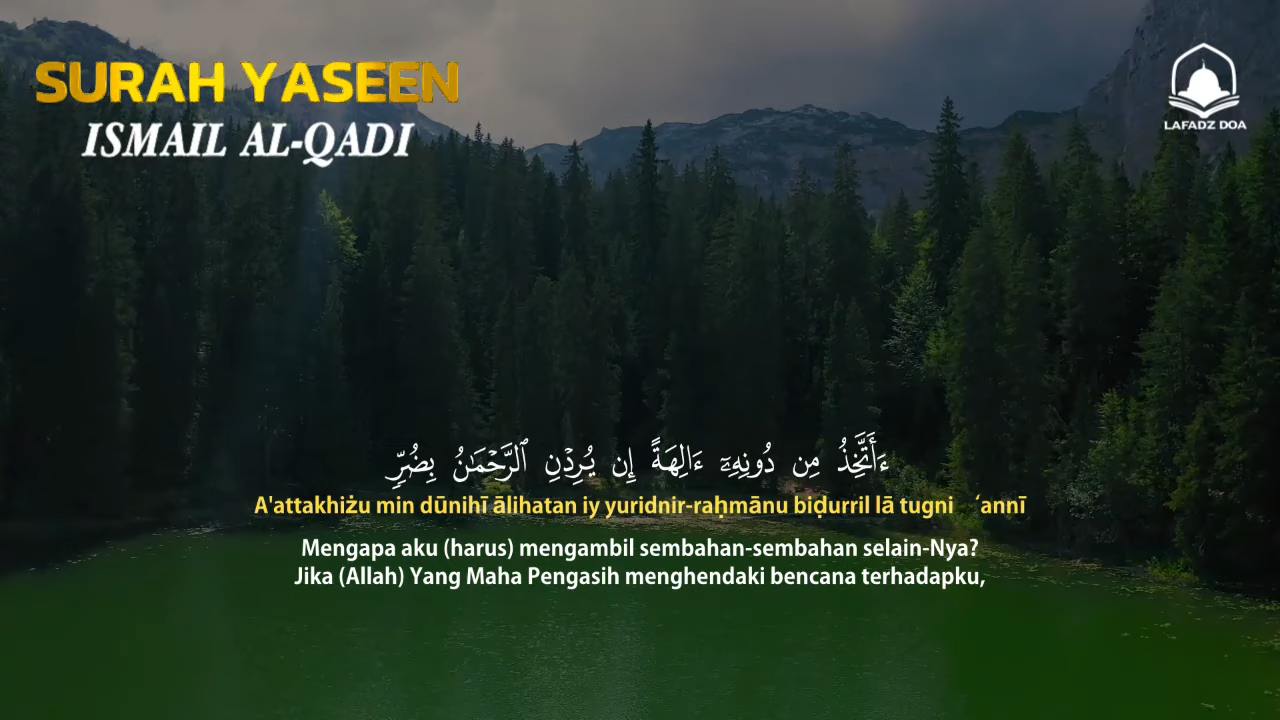 SURAH YASEEN
ISMAIL AL-QADI
LAFADZ DOA
ءَأَتَّخِذُ مِن دُونِهِۦٓ ءَالِهَةً إِن يُرِدْنِ ٱلرَّحْمَـٰنُ بِضُرٍّ
A'attakhiżu min dūnihī ālihatan iy yuridnir-raḥmānu biḍurril lā tugni ‘annī
Mengapa aku (harus) mengambil sembahan-sembahan selain-Nya?
Jika (Allah) Yang Maha Pengasih menghendaki bencana terhadapku,